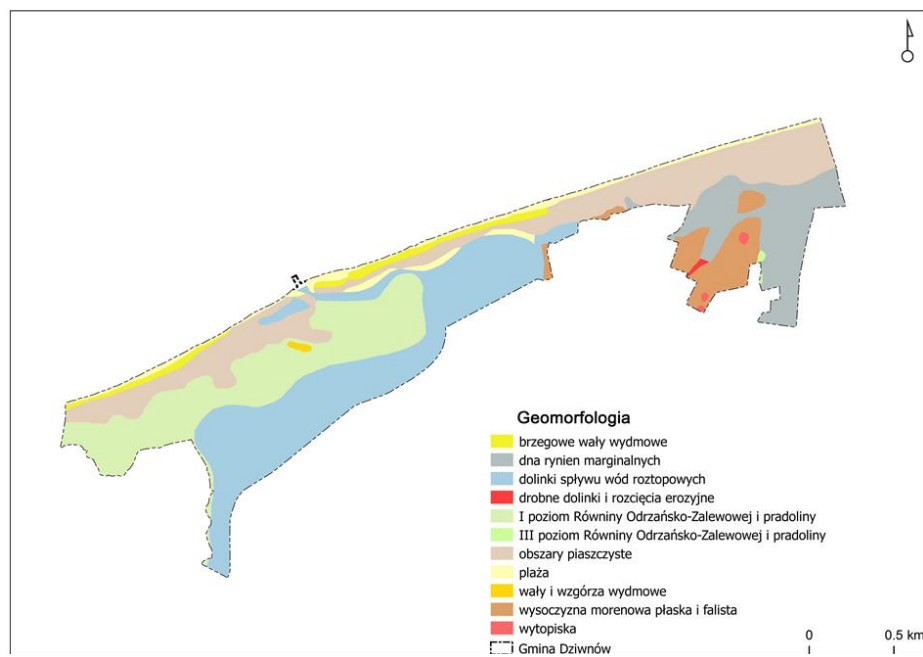 Geomorfologia
brzegowe wały wydmowe
dna rynien marginalnych
dolinki spływu wód roztopowych
drobne dolinki i rozcięcia erozyjne
I poziom Równiny Odrzańsko-Zalewowej i pradoliny
III poziom Równiny Odrzańsko-Zalewowej i pradoliny
obszary piaszczyste
plaża
wały i wzgórza wydmowe
wysoczyzna morenowa płaska i falista
wytopiska
Gmina Dziwnów
0 0.5 km